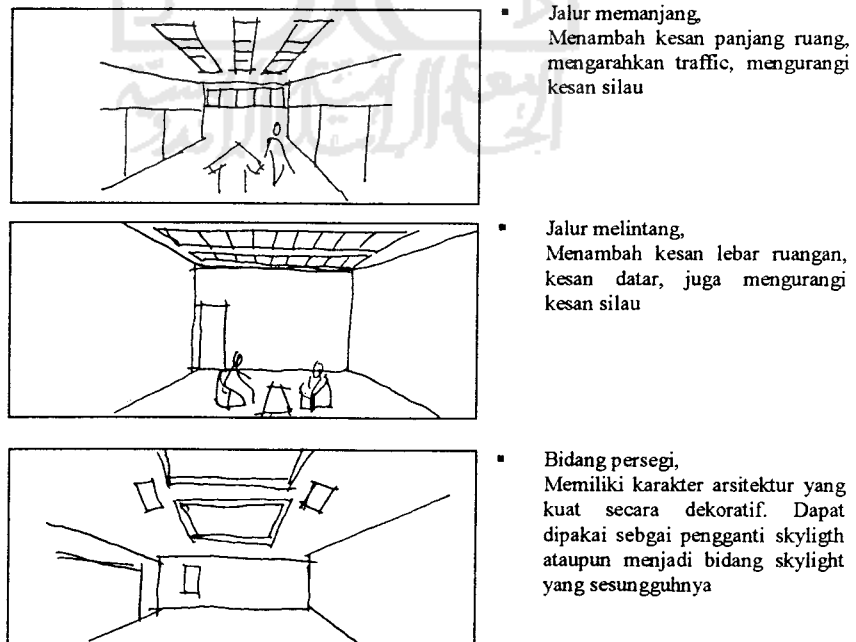 ▪ Jalur memanjang,
Menambah kesan panjang ruang,
mengarahkan traffic, mengurangi
kesan silau
▪ Jalur melintang,
Menambah kesan lebar ruangan,
kesan datar, juga mengurangi
kesan silau
▪ Bidang persegi,
Memiliki karakter arsitektur yang
kuat secara dekoratif. Dapat
dipakai sebgai pengganti skyligth
ataupun menjadi bidang skylight
yang sesungguhnya